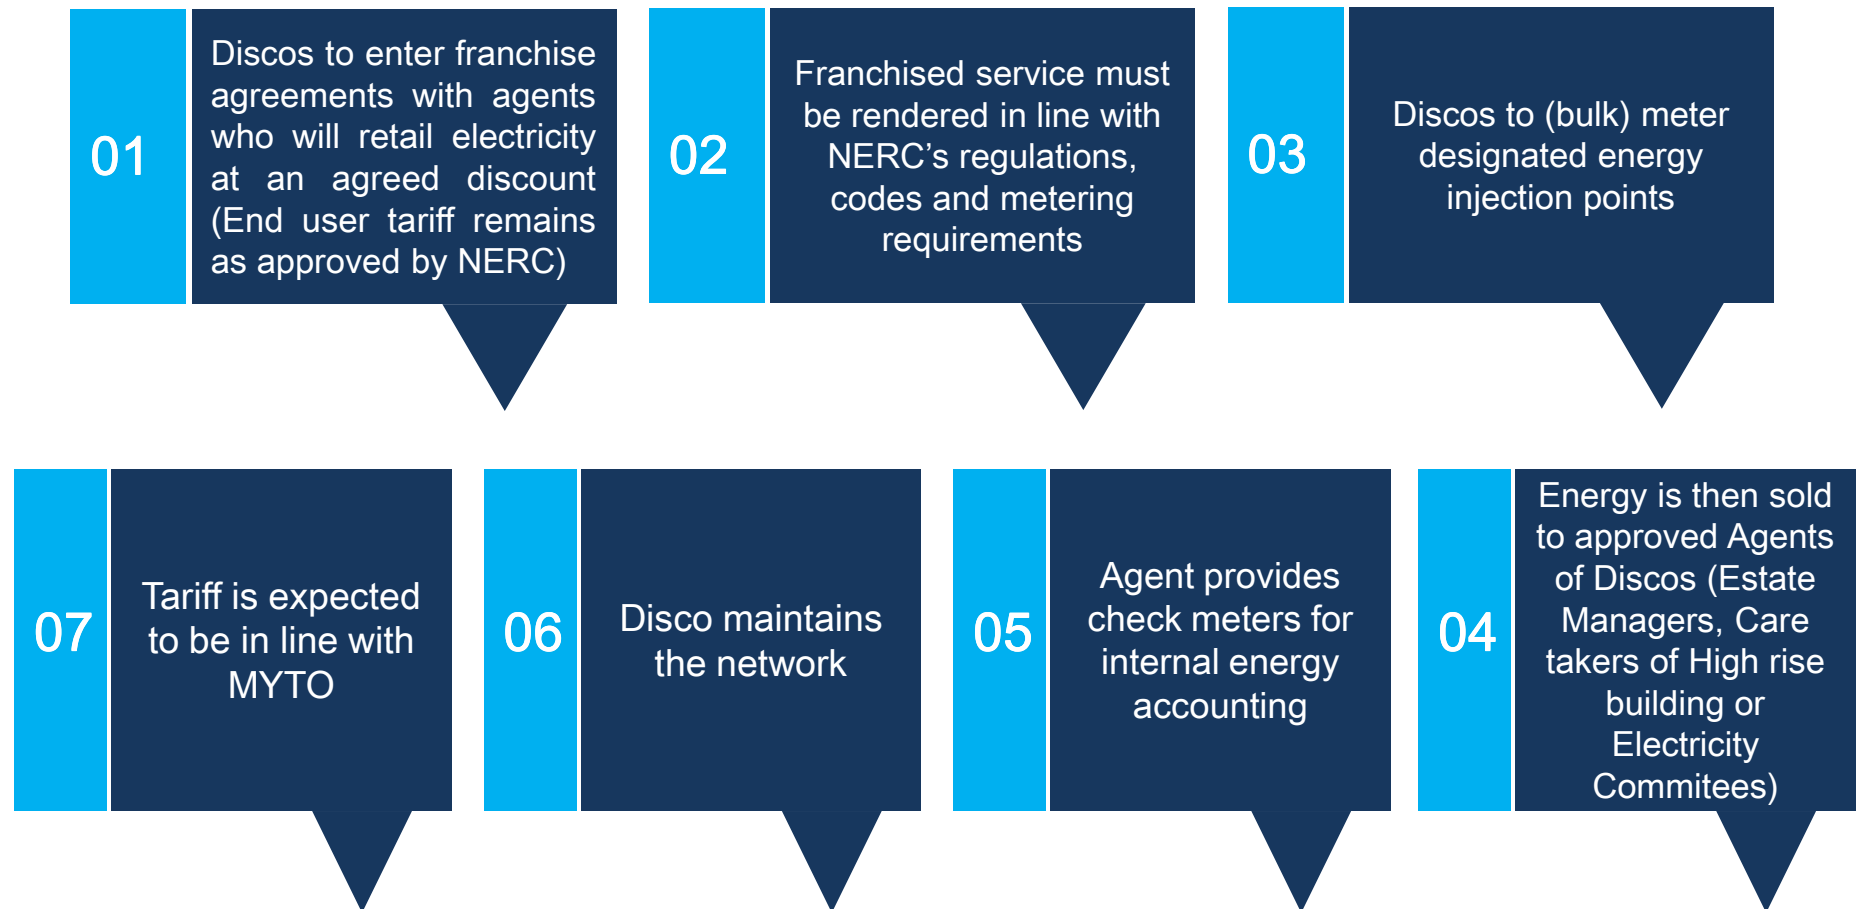 01
Discos to enter franchise
agreements with agents
who will retail electricity
at an agreed discount
(End user tariff remains
as approved by NERC)
02
Franchised service must
be rendered in line with
NERC’s regulations,
codes and metering
requirements
03
Discos to (bulk) meter
designated energy
injection points
07
Tariff is expected
to be in line with
MYTO
06
Disco maintains
the network
05
Agent provides
check meters for
internal energy
accounting
04
Energy is then sold
to approved Agents
of Discos (Estate
Managers, Care
takers of High rise
building or
Electricity
Commitees)